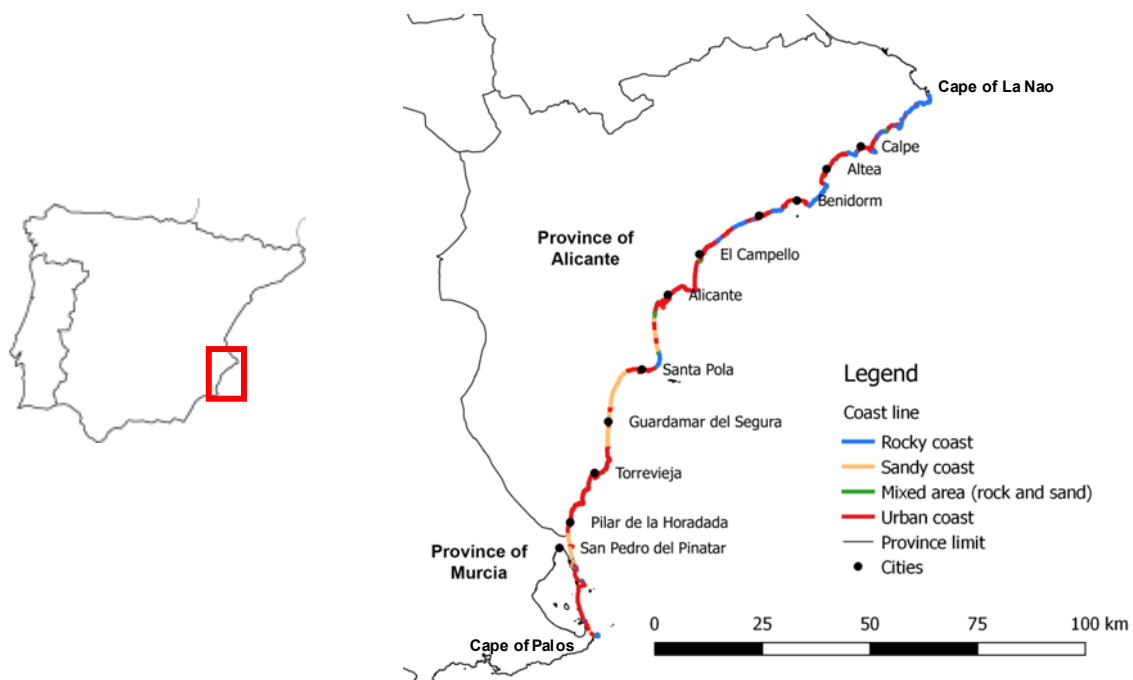 Cape of La Nao
Calpe
Altea
Benidorm
Province of
Alicante
El Campello
Alicante
Santa Pola
Guardamar del Segura
Torrevieja
Pilar de la Horadada
San Pedro del Pinatar
Province of
Murcia
Cape of Palos
Legend
Coast line
Rocky coast
Sandy coast
Mixed area (rock and sand)
Urban coast
Province limit
Cities
0 25 50 75 100 km